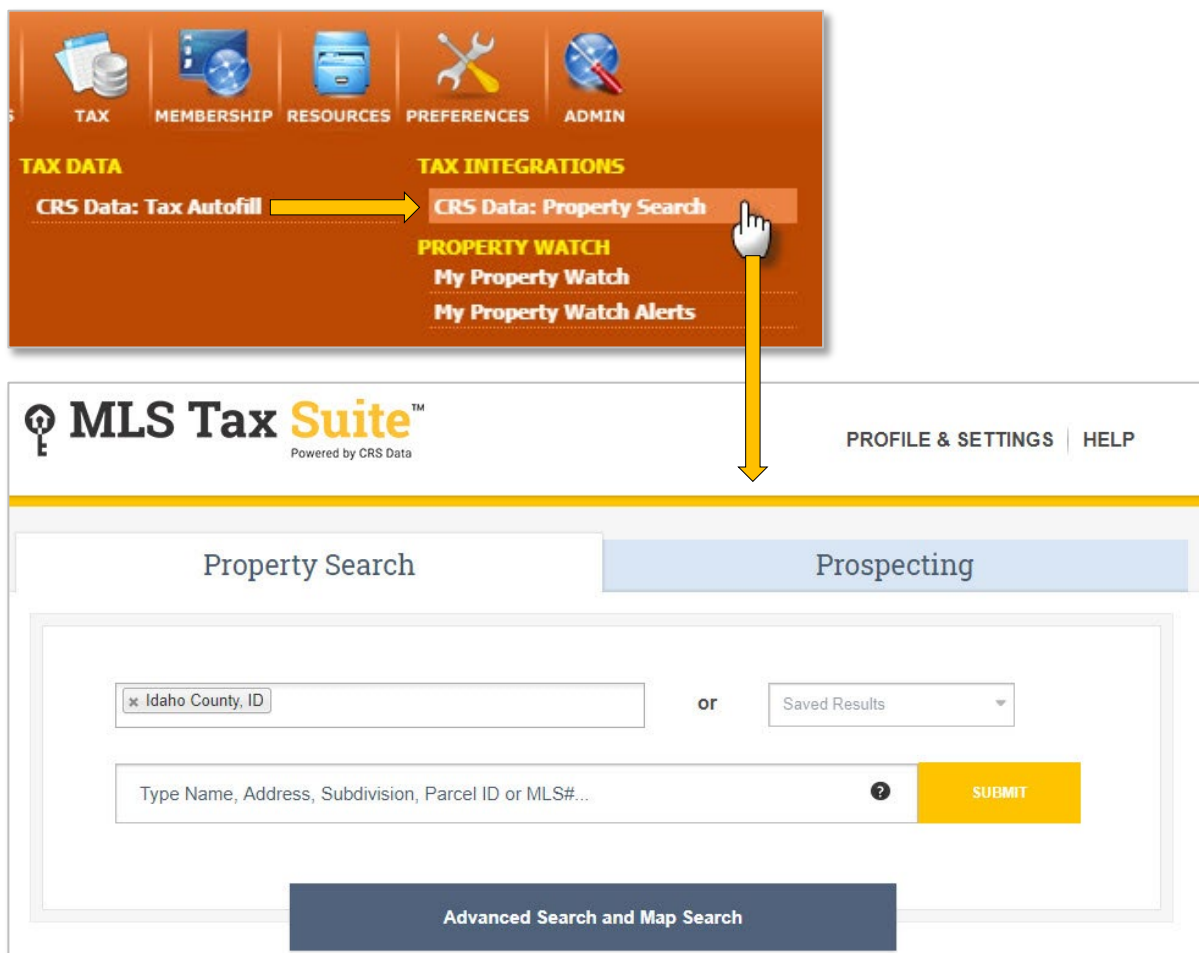 S TAX MEMBERSHIP RESOURCES PREFERENCES ADMIN
TAX DATA TAX INTEGRATIONS
CRS Data: Tax Autofill CRS Data: Property Search
PROPERTY WATCH
My Property Watch
My Property Watch Alerts
MLS Tax Suite™
Powered by CRS Data
PROFILE & SETTINGS HELP
Property Search Prospecting
× Idaho County, ID or Saved Results
Type Name, Address, Subdivision, Parcel ID or MLS#... ? SUBMIT
Advanced Search and Map Search